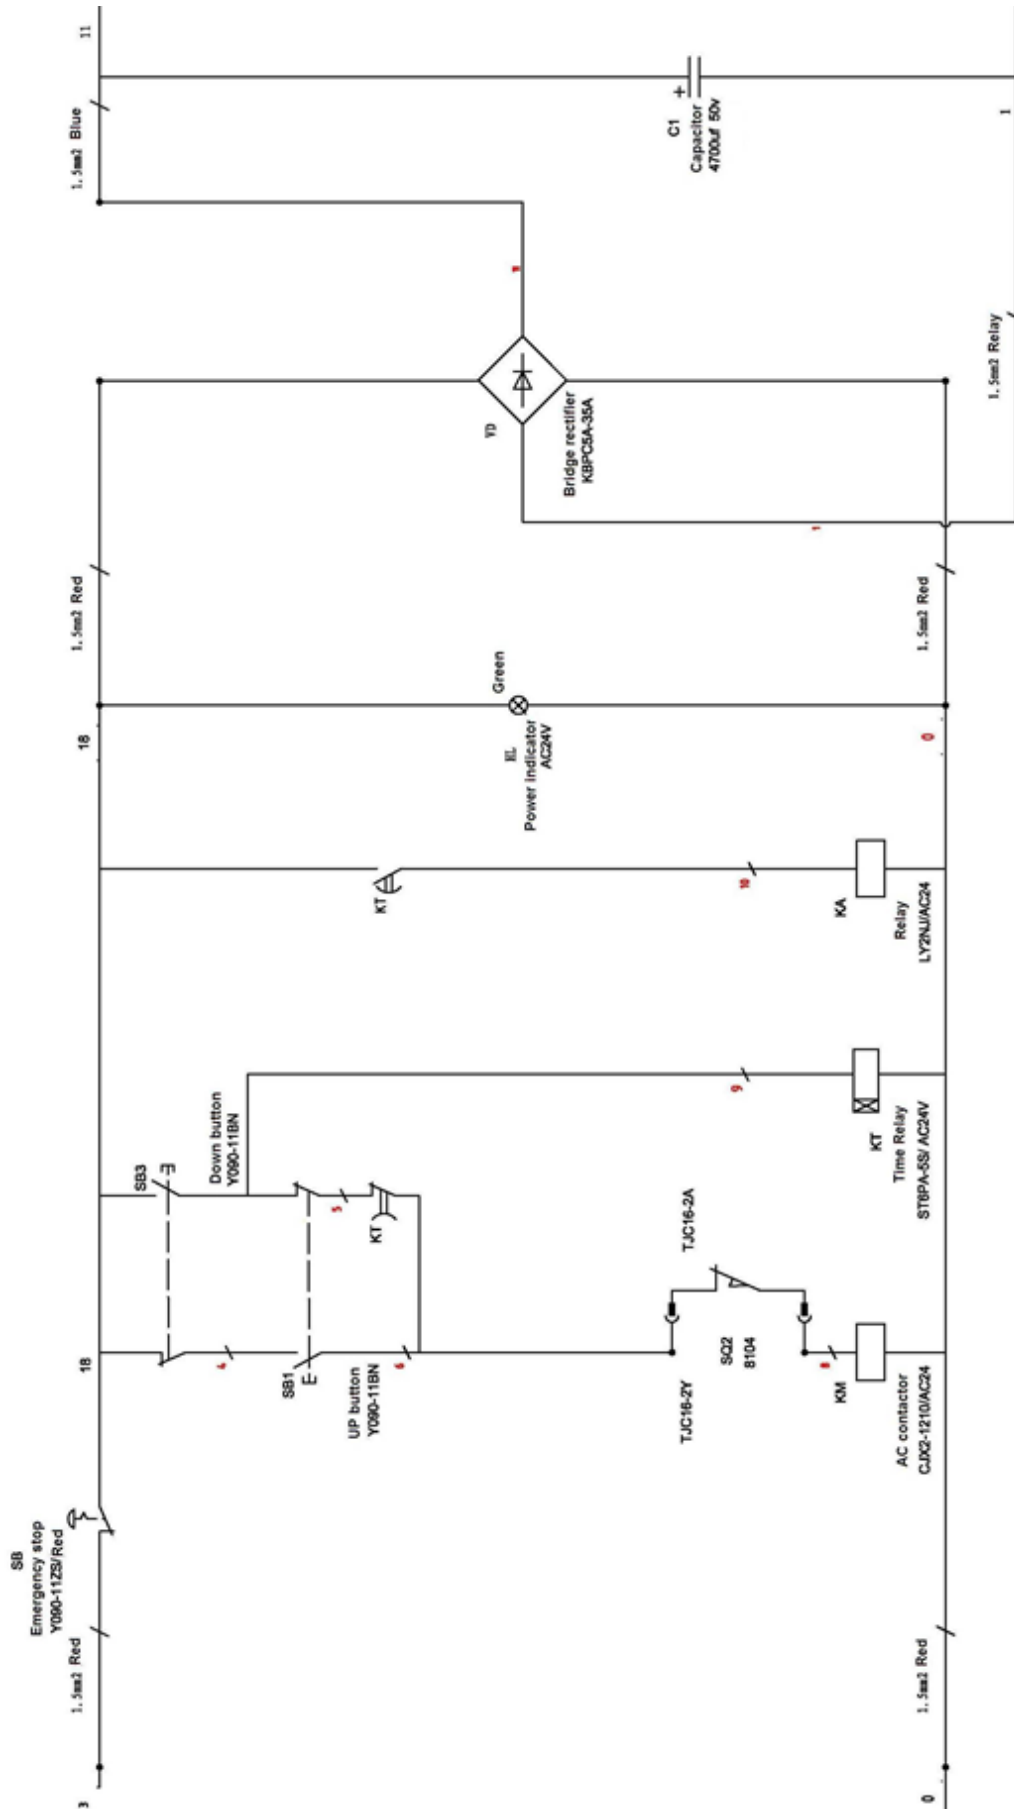 3
1.5mm2 Red
SB
Emergency stop
Y090-11ZS/Red
18
SB1
UP button
Y090-11BN
4
6
SB3
Down button
Y090-11BN
5
KT
TJC16-2Y
TJC16-2A
SQ2
8104
8
KM
AC contactor
CJX2-1210/AC24
9
KT
Time Relay
ST6PA-5S/ AC24V
KT
10
KA
Relay
LY2NJ/AC24
18
HL
Power indicator
AC24V
Green
0
1.5mm2 Red
1.5mm2 Red
VD
Bridge rectifier
KBPC5A-35A
1
1.5mm2 Blue
11
C1
Capacitor
4700uf 50v
+
1.5mm2 Relay
1
0
1.5mm2 Red